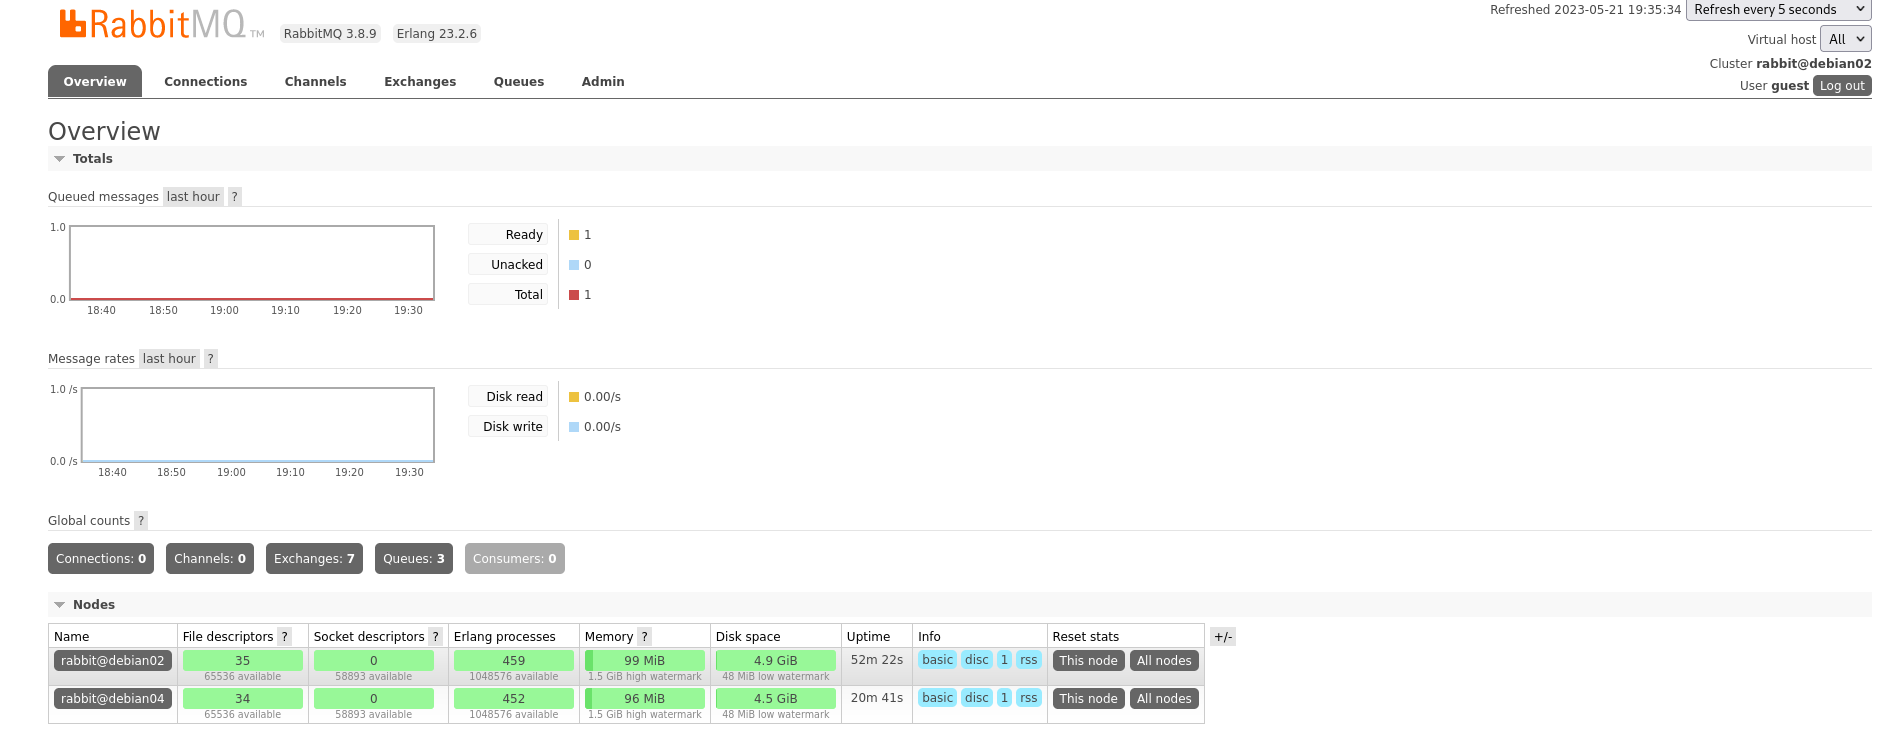 RabbitMQ TM RabbitMQ 3.8.9 Erlang 23.2.6
Refreshed 2023-05-21 19:35:34 Refresh every 5 seconds
Virtual host All
Cluster rabbit@debian02
User guest Log out
Overview Connections Channels Exchanges Queues Admin
Overview
Totals
Queued messages last hour ?
1.0
0.0
18:40 18:50 19:00 19:10 19:20 19:30
Ready 1
Unacked 0
Total 1
Message rates last hour ?
1.0 /s
0.0 /s
18:40 18:50 19:00 19:10 19:20 19:30
Disk read 0.00/s
Disk write 0.00/s
Global counts ?
Connections: 0 Channels: 0 Exchanges: 7 Queues: 3 Consumers: 0
Nodes
Name File descriptors ? Socket descriptors ? Erlang processes Memory ? Disk space Uptime Info Reset stats +/-
rabbit@debian02 35 0 459 99 MiB 4.9 GiB 52m 22s basic disc 1 rss This node All nodes
65536 available 58893 available 1048576 available 1.5 GiB high watermark 48 MiB low watermark
rabbit@debian04 34 0 452 96 MiB 4.5 GiB 20m 41s basic disc 1 rss This node All nodes
65536 available 58893 available 1048576 available 1.5 GiB high watermark 48 MiB low watermark